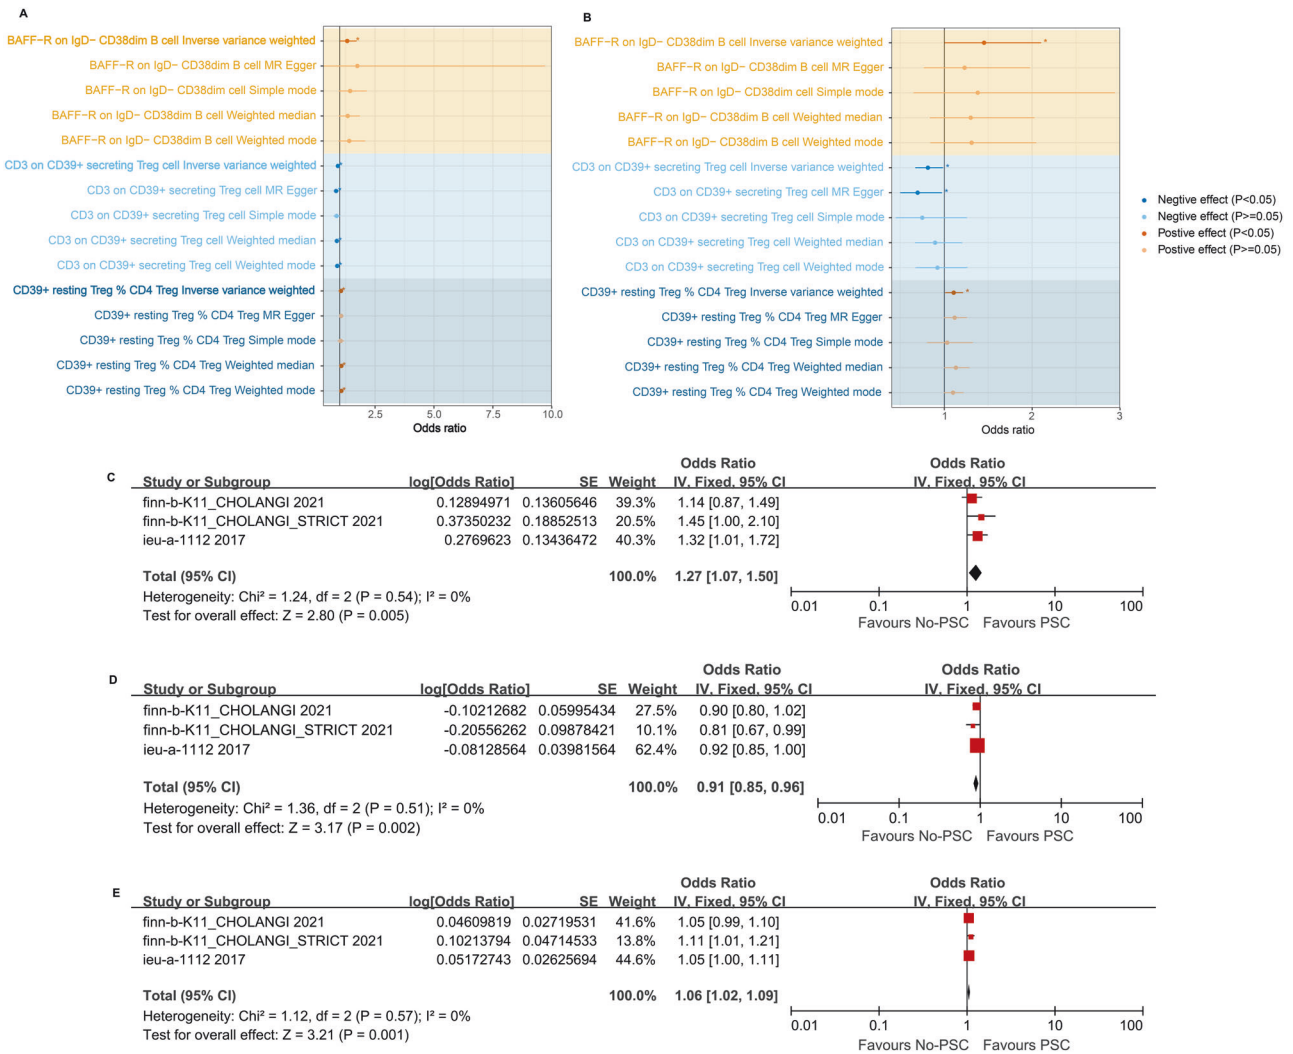 A
BAFF-R on IgD- CD38dim B cell Inverse variance weighted
BAFF-R on IgD- CD38dim B cell MR Egger
BAFF-R on IgD- CD38dim cell Simple mode
BAFF-R on IgD- CD38dim B cell Weighted median
BAFF-R on IgD- CD38dim B cell Weighted mode
CD3 on CD39+ secreting Treg cell Inverse variance weighted
CD3 on CD39+ secreting Treg cell MR Egger
CD3 on CD39+ secreting Treg cell Simple mode
CD3 on CD39+ secreting Treg cell Weighted median
CD3 on CD39+ secreting Treg cell Weighted mode
CD39+ resting Treg % CD4 Treg Inverse variance weighted
CD39+ resting Treg % CD4 Treg MR Egger
CD39+ resting Treg % CD4 Treg Simple mode
CD39+ resting Treg % CD4 Treg Weighted median
CD39+ resting Treg % CD4 Treg Weighted mode
2.5 5.0 7.5 10.0
Odds ratio
B
BAFF-R on IgD- CD38dim B cell Inverse variance weighted
BAFF-R on IgD- CD38dim B cell MR Egger
BAFF-R on IgD- CD38dim cell Simple mode
BAFF-R on IgD- CD38dim B cell Weighted median
BAFF-R on IgD- CD38dim B cell Weighted mode
CD3 on CD39+ secreting Treg cell Inverse variance weighted
CD3 on CD39+ secreting Treg cell MR Egger
CD3 on CD39+ secreting Treg cell Simple mode
CD3 on CD39+ secreting Treg cell Weighted median
CD3 on CD39+ secreting Treg cell Weighted mode
CD39+ resting Treg % CD4 Treg Inverse variance weighted
CD39+ resting Treg % CD4 Treg MR Egger
CD39+ resting Treg % CD4 Treg Simple mode
CD39+ resting Treg % CD4 Treg Weighted median
CD39+ resting Treg % CD4 Treg Weighted mode
1 2 3
Odds ratio
Negtive effect (P<0.05)
Negtive effect (P>=0.05)
Postive effect (P<0.05)
Postive effect (P>=0.05)
C
Odds Ratio Odds Ratio
Study or Subgroup log[Odds Ratio] SE Weight IV, Fixed, 95% CI IV, Fixed, 95% CI
finn-b-K11_CHOLANGI 2021 0.12894971 0.13605646 39.3% 1.14 [0.87, 1.49]
finn-b-K11_CHOLANGI_STRICT 2021 0.37350232 0.18852513 20.5% 1.45 [1.00, 2.10]
ieu-a-1112 2017 0.2769623 0.13436472 40.3% 1.32 [1.01, 1.72]
Total (95% CI) 100.0% 1.27 [1.07, 1.50]
Heterogeneity: Chi² = 1.24, df = 2 (P = 0.54); I² = 0%
Test for overall effect: Z = 2.80 (P = 0.005)
0.01 0.1 1 10 100
Favours No-PSC Favours PSC
D
Odds Ratio Odds Ratio
Study or Subgroup log[Odds Ratio] SE Weight IV, Fixed, 95% CI IV, Fixed, 95% CI
finn-b-K11_CHOLANGI 2021 -0.10212682 0.05995434 27.5% 0.90 [0.80, 1.02]
finn-b-K11_CHOLANGI_STRICT 2021 -0.20556262 0.09878421 10.1% 0.81 [0.67, 0.99]
ieu-a-1112 2017 -0.08128564 0.03981564 62.4% 0.92 [0.85, 1.00]
Total (95% CI) 100.0% 0.91 [0.85, 0.96]
Heterogeneity: Chi² = 1.36, df = 2 (P = 0.51); I² = 0%
Test for overall effect: Z = 3.17 (P = 0.002)
0.01 0.1 1 10 100
Favours No-PSC Favours PSC
E
Odds Ratio Odds Ratio
Study or Subgroup log[Odds Ratio] SE Weight IV, Fixed, 95% CI IV, Fixed, 95% CI
finn-b-K11_CHOLANGI 2021 0.04609819 0.02719531 41.6% 1.05 [0.99, 1.10]
finn-b-K11_CHOLANGI_STRICT 2021 0.10213794 0.04714533 13.8% 1.11 [1.01, 1.21]
ieu-a-1112 2017 0.05172743 0.02625694 44.6% 1.05 [1.00, 1.11]
Total (95% CI) 100.0% 1.06 [1.02, 1.09]
Heterogeneity: Chi² = 1.12, df = 2 (P = 0.57); I² = 0%
Test for overall effect: Z = 3.21 (P = 0.001)
0.01 0.1 1 10 100
Favours No-PSC Favours PSC